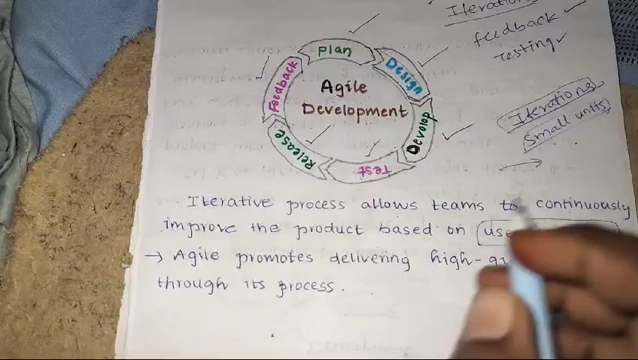 Iterations
feedback
Testing
Plan
Design
Devolop
Test
Release
Feedback
Agile
Development
Iterations
Small units
Iterative process allows teams to continuously
improve the product based on
→ Agile promotes delivering high-
through its process.